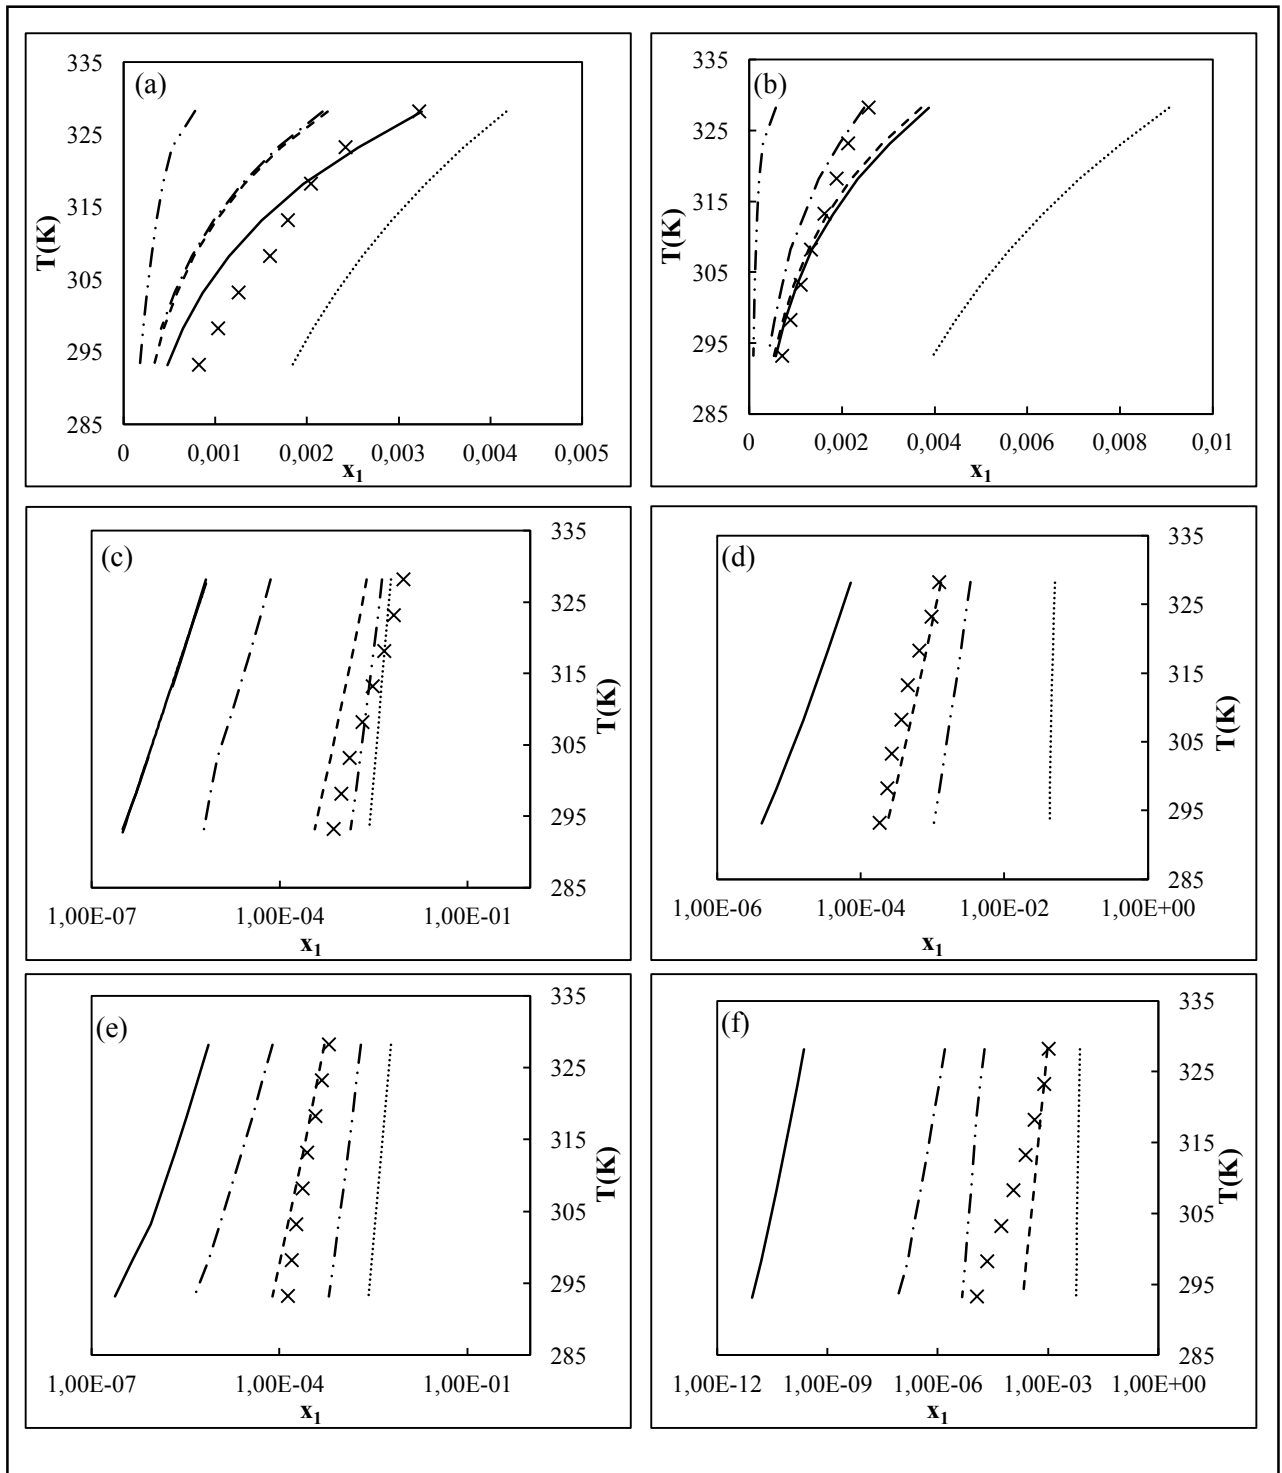 (a)
335
325
315
305
295
285
T(K)
0 0,001 0,002 0,003 0,004 0,005
x1
(b)
335
325
315
305
295
285
T(K)
0 0,002 0,004 0,006 0,008 0,01
x1
(c)
335
325
315
305
295
285
T(K)
1,00E-07 1,00E-04 1,00E-01
x1
(d)
335
325
315
305
295
285
T(K)
1,00E-06 1,00E-04 1,00E-02 1,00E+00
x1
(e)
335
325
315
305
295
285
T(K)
1,00E-07 1,00E-04 1,00E-01
x1
(f)
335
325
315
305
295
285
T(K)
1,00E-12 1,00E-09 1,00E-06 1,00E-03 1,00E+00
x1